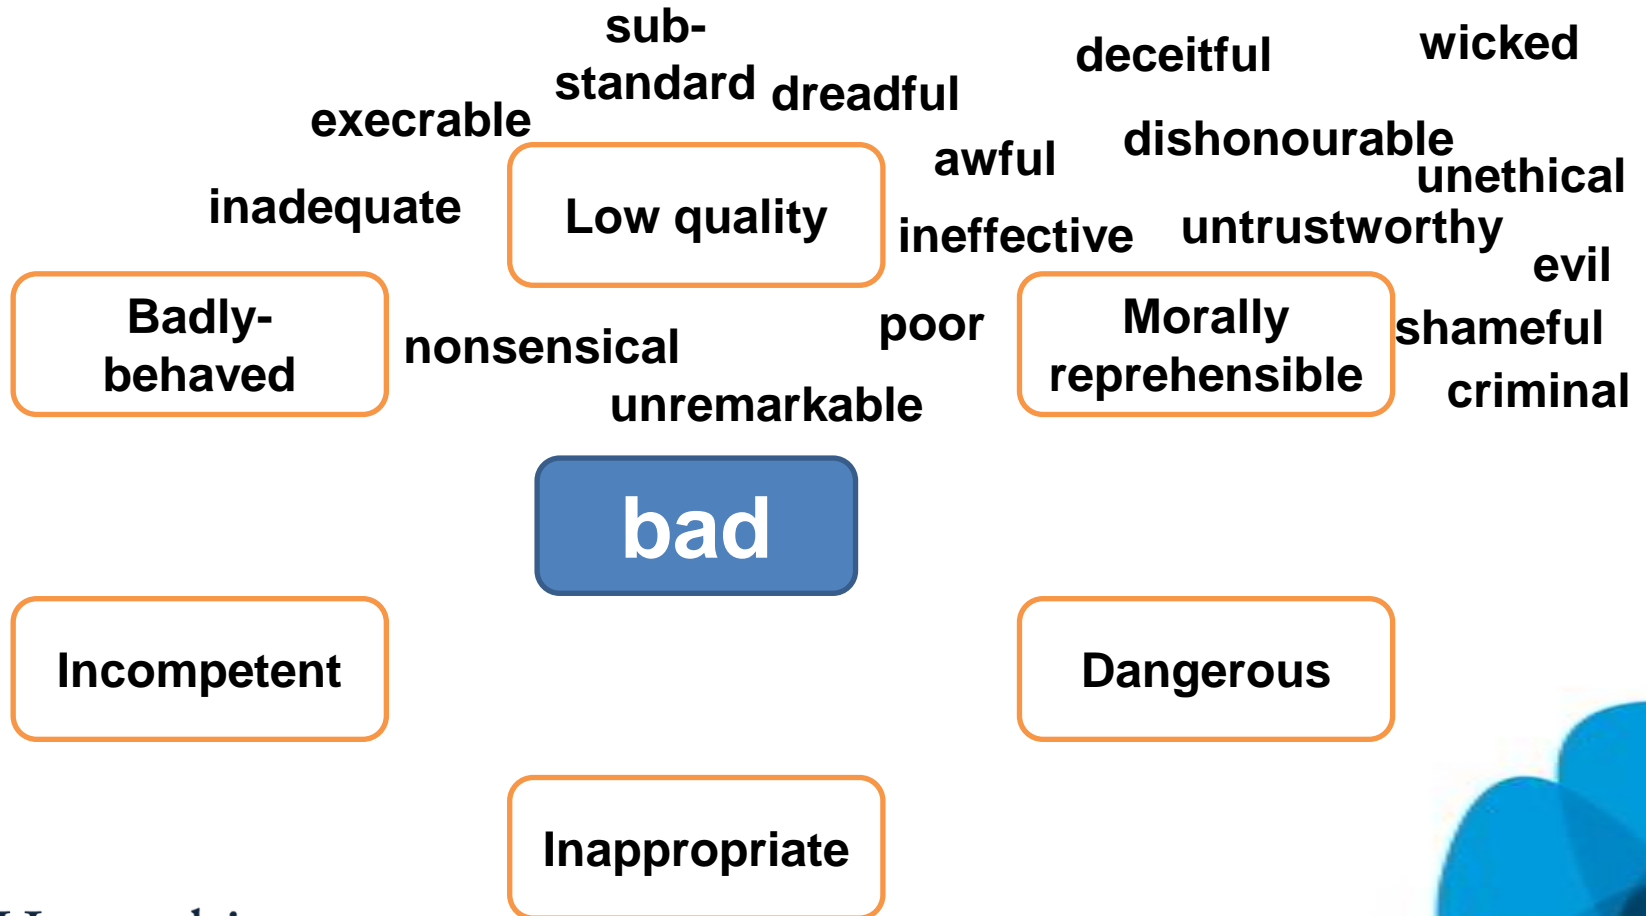 sub-
standard
deceitful
wicked
execrable
dreadful
awful
dishonourable
unethical
inadequate
Low quality
ineffective
untrustworthy
evil
Badly-
behaved
nonsensical
poor
Morally
reprehensible
shameful
criminal
unremarkable
bad
Incompetent
Dangerous
Inappropriate